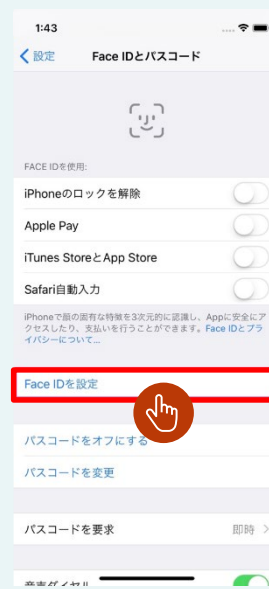 1:43
設定 Face IDとパスコード
FACE IDを使用:
iPhoneのロックを解除
Apple Pay
iTunes StoreとApp Store
Safari自動入力
iPhoneで顔の固有な特徴を3次元的に認識し、Appに安全にア
クセスしたり、支払いを行うことができます。Face IDとプラ
イバシーについて...
Face IDを設定
パスコードをオフにする
パスコードを変更
パスコードを要求 即時
音声ダイヤル